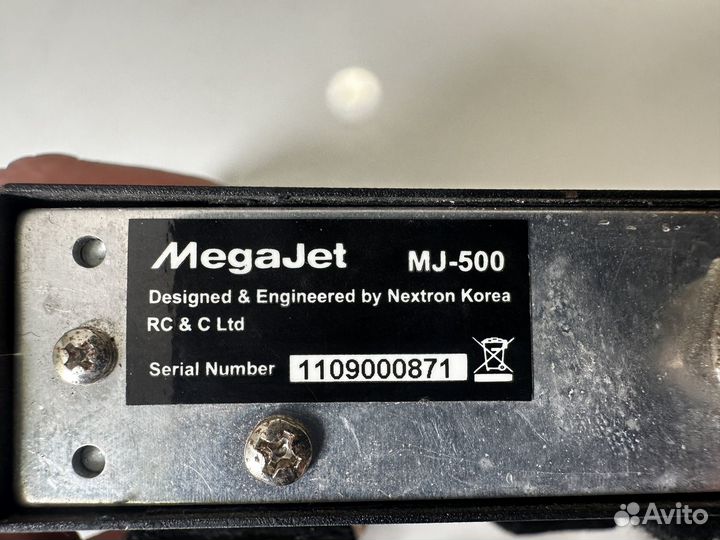 MegaJet MJ-500
Designed & Engineered by Nextron Korea
RC & C Ltd
Serial Number 1109000871
Avito